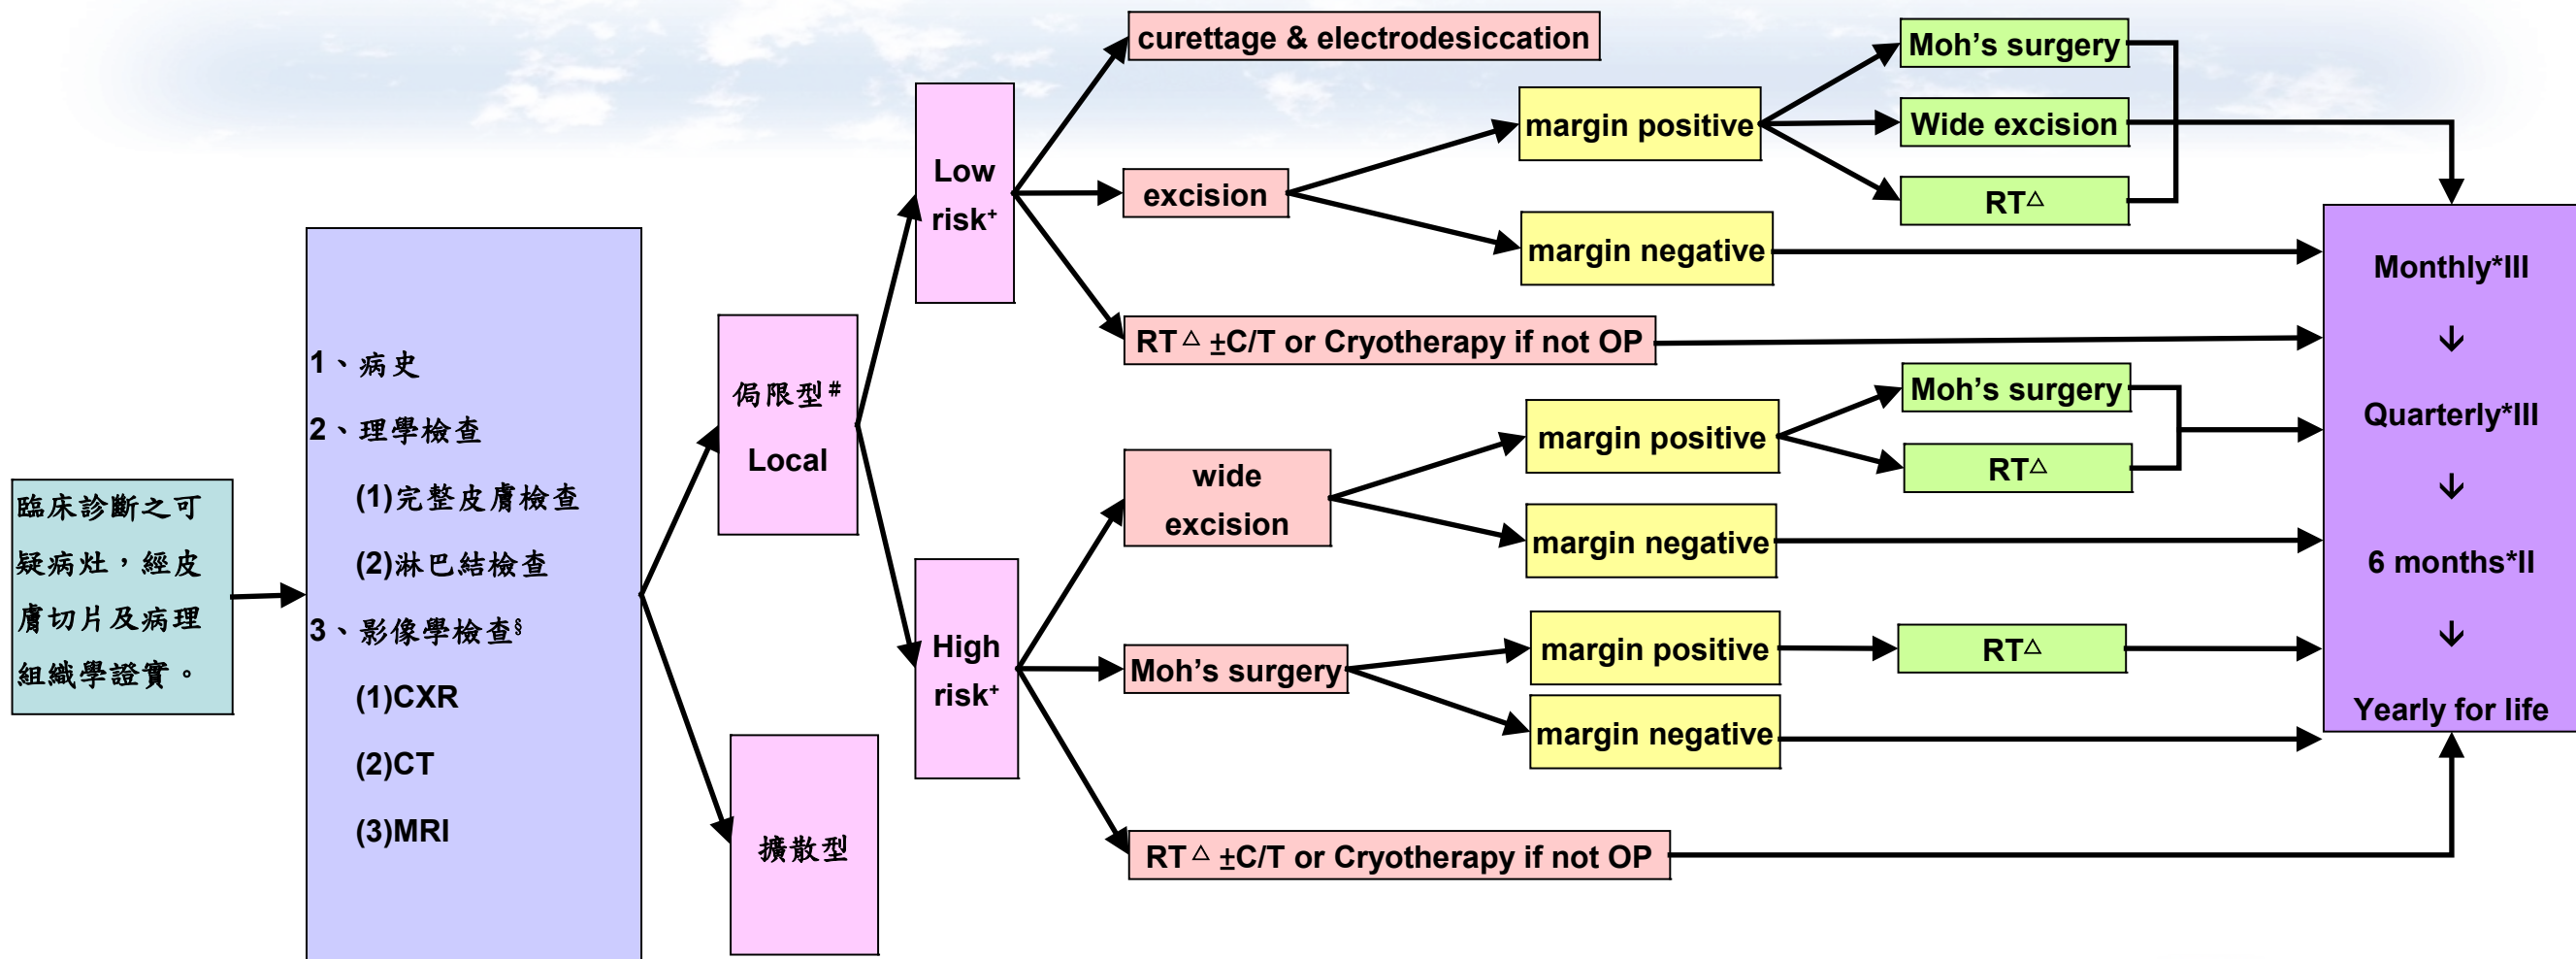 臨床診斷之可
疑病灶，經皮
膚切片及病理
組織學證實。
1、病史
2、理學檢查
(1)完整皮膚檢查
(2)淋巴結檢查
3、影像學檢查§
(1)CXR
(2)CT
(3)MRI
侷限型#
Local
擴散型
Low
risk+
High
risk+
curettage & electrodesiccation
excision
RT△ ±C/T or Cryotherapy if not OP
margin positive
margin negative
Moh’s surgery
Wide excision
RT△
wide
excision
Moh’s surgery
RT△ ±C/T or Cryotherapy if not OP
margin positive
margin negative
margin positive
margin negative
Moh’s surgery
RT△
RT△
Monthly*III
↓
Quarterly*III
↓
6 months*II
↓
Yearly for life